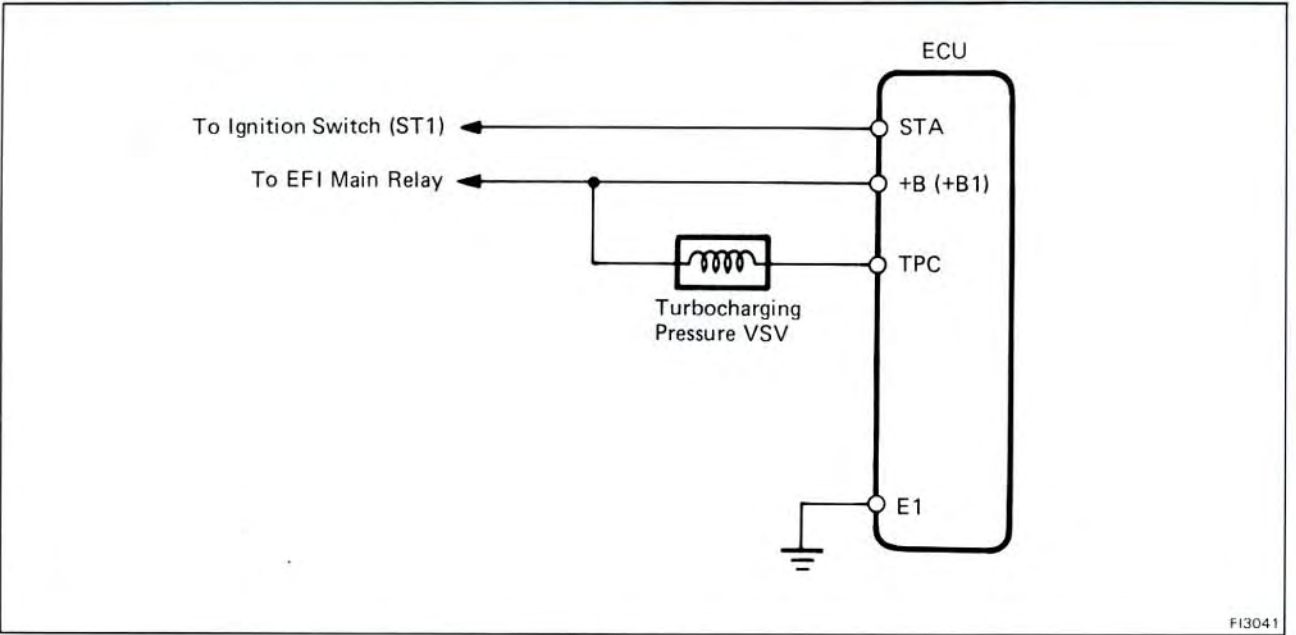 ECU
To Ignition Switch (ST1)
STA
To EFI Main Relay
+B (+B1)
TPC
Turbocharging
Pressure VSV
E1
FI3041